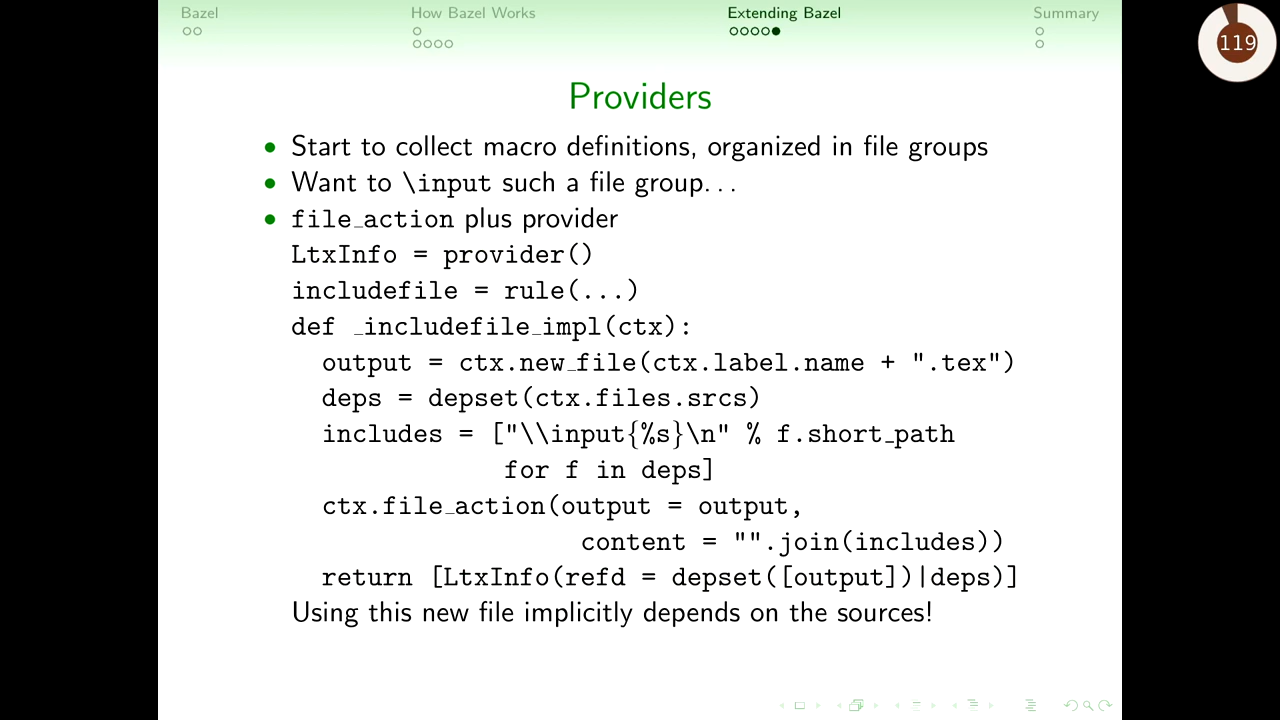 Bazel How Bazel Works Extending Bazel Summary
119
Providers
• Start to collect macro definitions, organized in file groups
• Want to \input such a file group...
• file_action plus provider
LtxInfo = provider()
includefile = rule(...)
def _includefile_impl(ctx):
output = ctx.new_file(ctx.label.name + ".tex")
deps = depset(ctx.files.srcs)
includes = ["\\input{%s}\n" % f.short_path
for f in deps]
ctx.file_action(output = output,
content = "".join(includes))
return [LtxInfo(refd = depset([output])|deps)]
Using this new file implicitly depends on the sources!